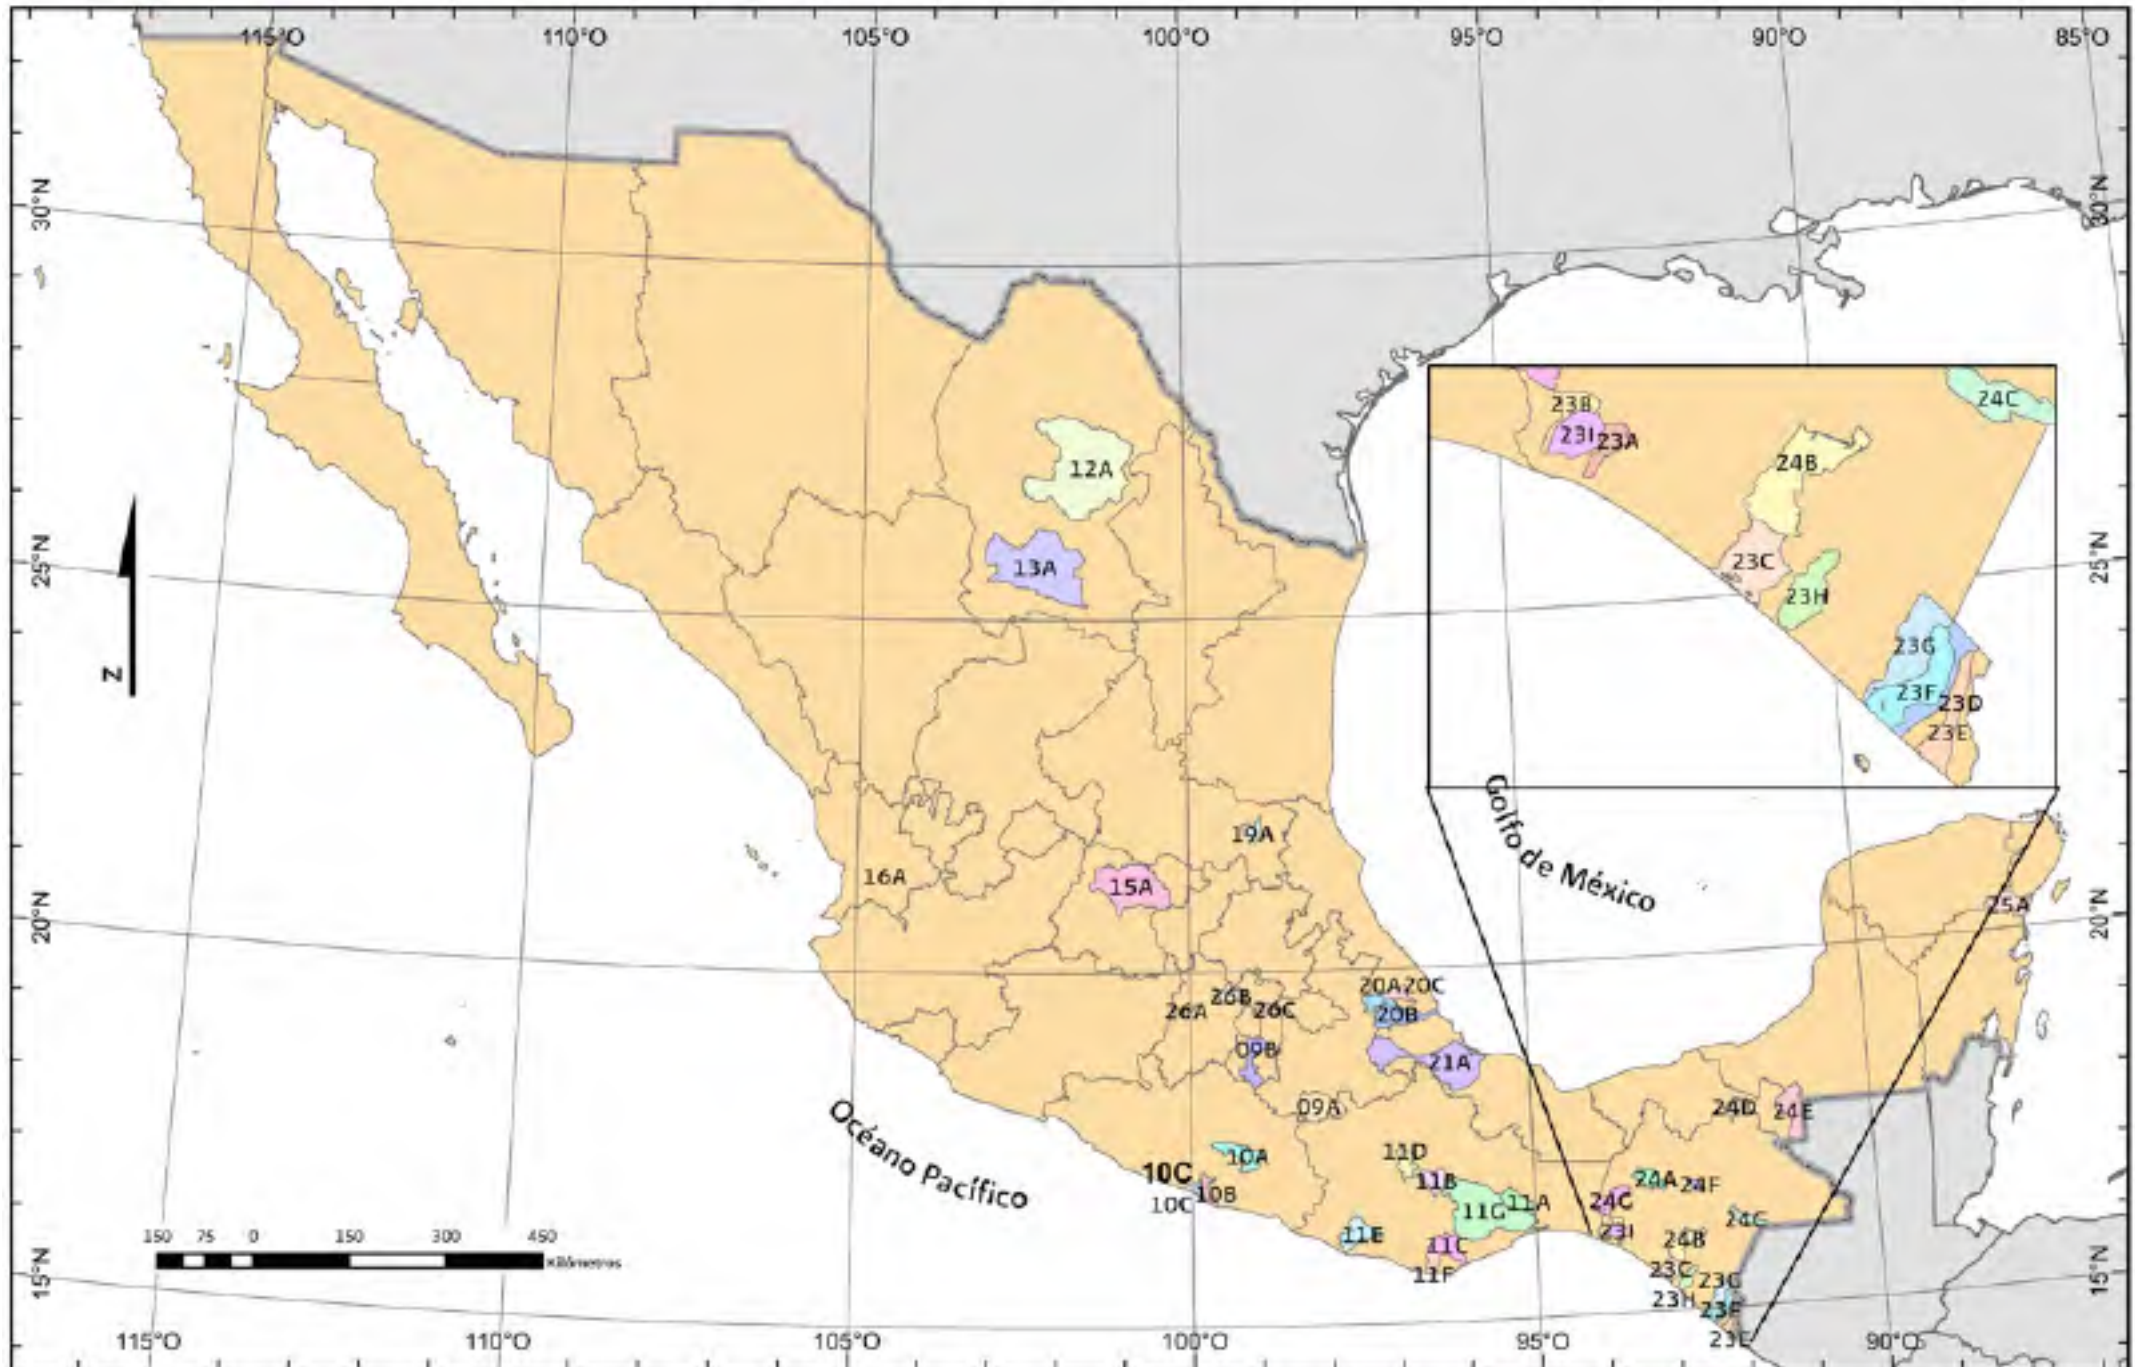 115°O 110°O 105°O 100°O 95°O 90°O 85°O
30°N 30°N
12A
23B
23I 23A
24C
24B
23C
23H
23G
23F
23D
23E
25°N 25°N
13A
N
Golfo de México
19A
16A
15A
20°N 20°N
25A
20A 20C
26B
26A 26C
20B
09B
21A
09A
24D 24E
Océano Pacífico
11D
10A
10C
10C 10B
11B
24A 24F
11G 11A
24C
11E
23I
11C
24B
11F
23C
23H
23F
150 75 0 150 300 450
Kilómetros
15°N 15°N
115°O 110°O 105°O 100°O 95°O 90°O